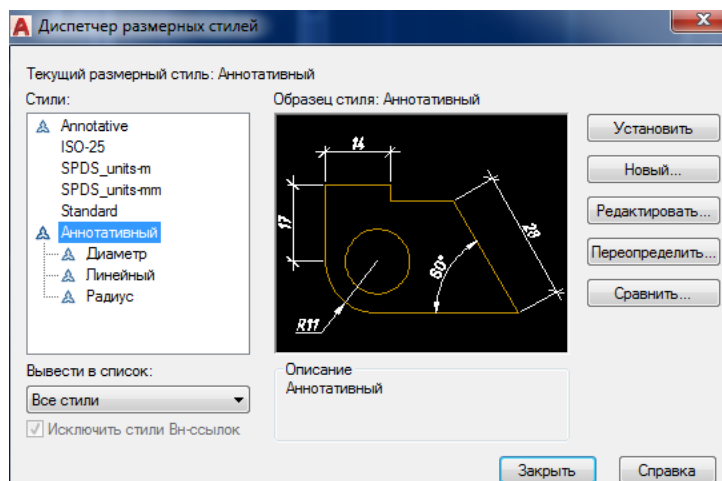 Диспетчер размерных стилей
Текущий размерный стиль: Аннотативный
Стили:
Annotative
ISO-25
SPDS_units-m
SPDS_units-mm
Standard
Аннотативный
Диаметр
Линейный
Радиус
Вывести в список:
Все стили
Исключить стили Вн-ссылок
Образец стиля: Аннотативный
14
17
28
60°
R11
Описание
Аннотативный
Установить
Новый...
Редактировать...
Переопределить...
Сравнить...
Закрыть
Справка